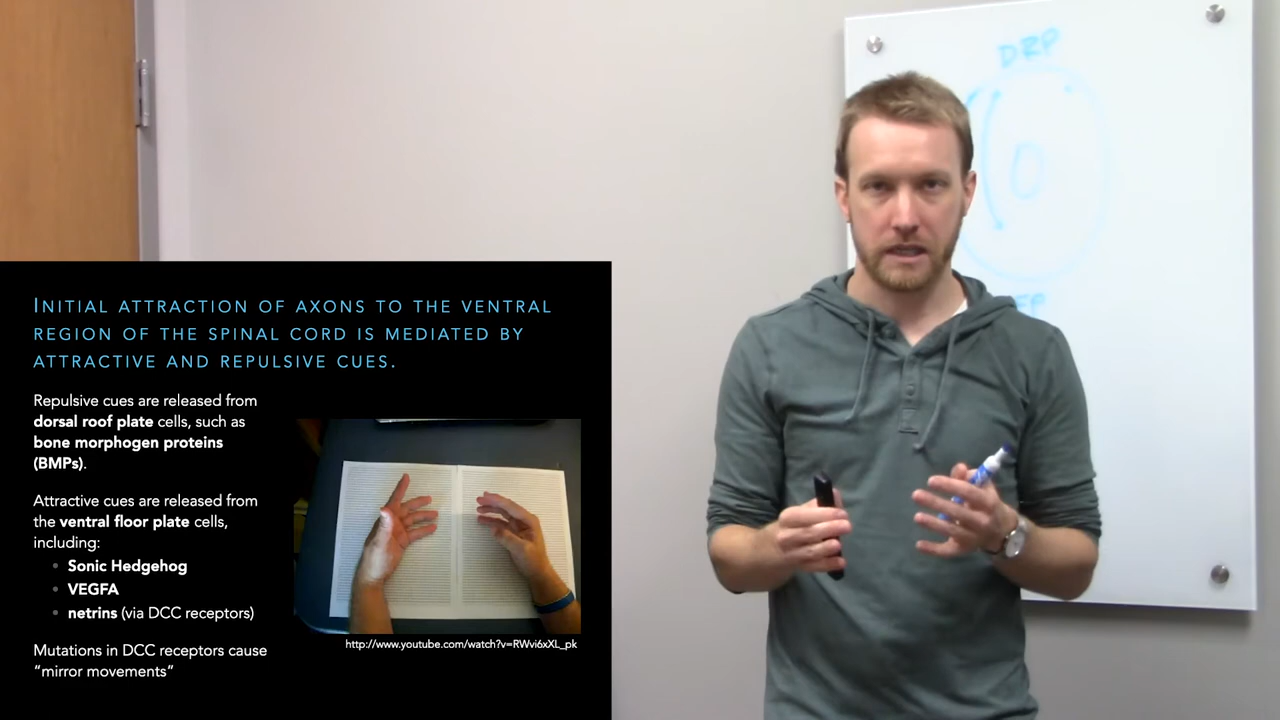 DRP
FP
INITIAL ATTRACTION OF AXONS TO THE VENTRAL
REGION OF THE SPINAL CORD IS MEDIATED BY
ATTRACTIVE AND REPULSIVE CUES.
Repulsive cues are released from
dorsal roof plate cells, such as
bone morphogen proteins
(BMPs).
Attractive cues are released from
the ventral floor plate cells,
including:
• Sonic Hedgehog
• VEGFA
• netrins (via DCC receptors)
Mutations in DCC receptors cause
“mirror movements”
http://www.youtube.com/watch?v=RWvi6xXL_pk